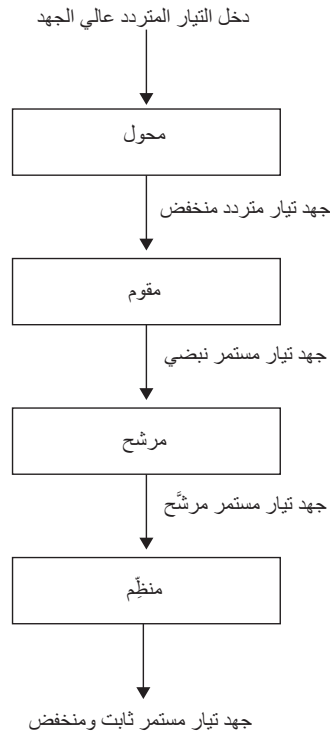 دخل التيار المتردد عالي الجهد
محول
جهد تيار متردد منخفض
مقوم
جهد تيار مستمر نبضي
مرشح
جهد تيار مستمر مرشَّح
منظِّم
جهد تيار مستمر ثابت ومنخفض